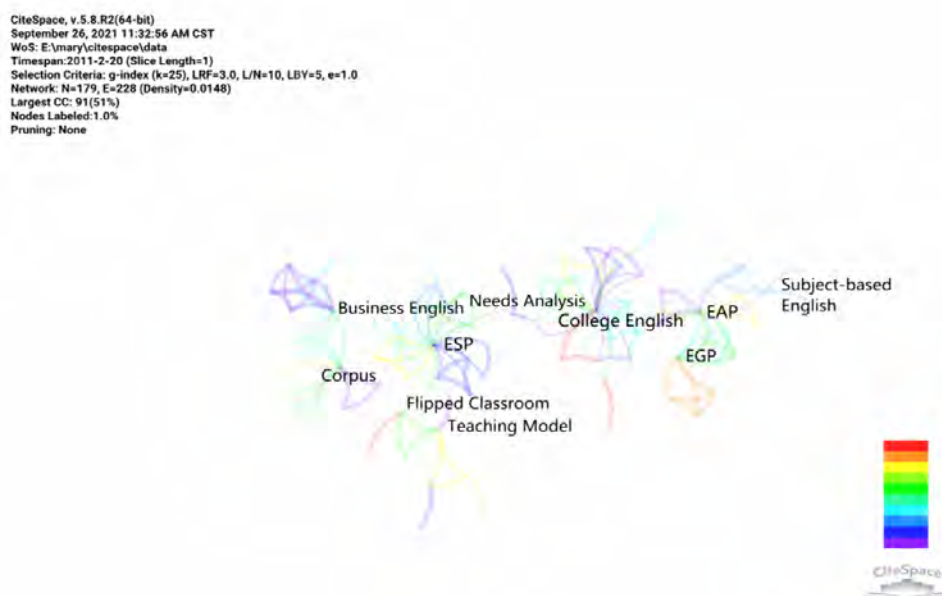 CiteSpace, v.5.8.R2(64-bit)
September 26, 2021 11:32:56 AM CST
WoS: E:\mary\citespace\data
Timespan:2011-2-20 (Slice Length=1)
Selection Criteria: g-index (k=25), LRF=3.0, L/N=10, LBY=5, e=1.0
Network: N=179, E=228 (Density=0.0148)
Largest CC: 91(51%)
Nodes Labeled:1.0%
Pruning: None
Subject-based
English
Business English
Needs Analysis
College English
EAP
ESP
EGP
Corpus
Flipped Classroom
Teaching Model
CiteSpace